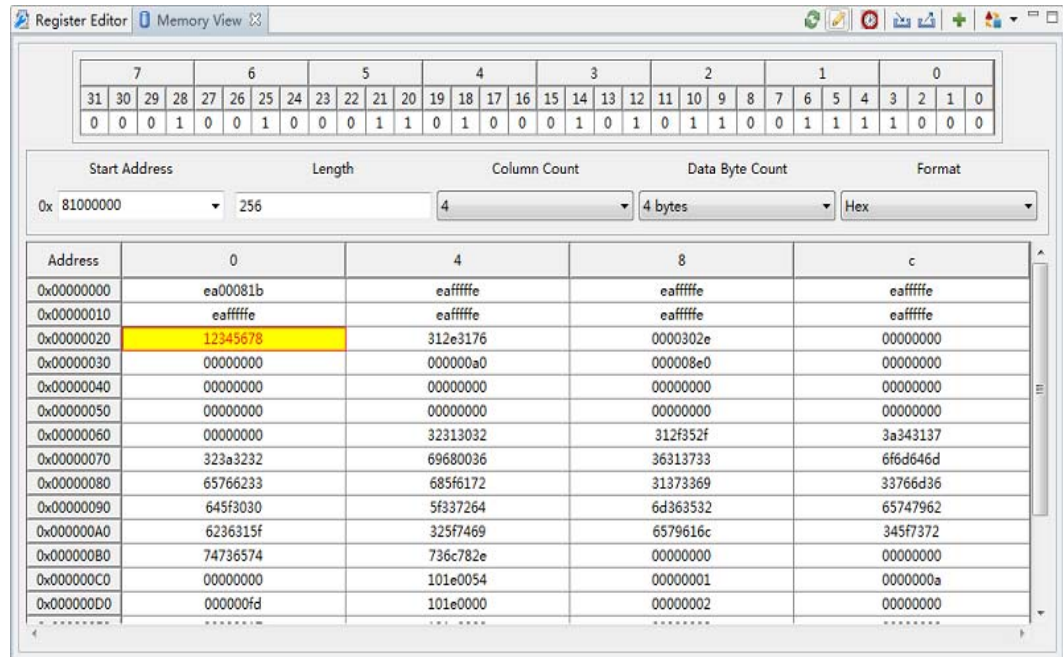 Register Editor Memory View
7 6 5 4 3 2 1 0
31 30 29 28 27 26 25 24 23 22 21 20 19 18 17 16 15 14 13 12 11 10 9 8 7 6 5 4 3 2 1 0
0 0 0 1 0 0 1 0 0 0 1 1 0 1 0 0 0 1 0 1 0 1 1 0 0 1 1 1 1 0 0 0
Start Address Length Column Count Data Byte Count Format
0x 81000000 256 4 4 bytes Hex
Address 0 4 8 c
0x00000000 ea00081b eafffffe eafffffe eafffffe
0x00000010 eafffffe eafffffe eafffffe eafffffe
0x00000020 12345678 312e3176 0000302e 00000000
0x00000030 00000000 000000a0 000008e0 00000000
0x00000040 00000000 00000000 00000000 00000000
0x00000050 00000000 00000000 00000000 00000000
0x00000060 00000000 32313032 312f352f 3a343137
0x00000070 323a3232 69680036 36313733 6f6d646d
0x00000080 65766233 685f6172 31373369 33766d36
0x00000090 645f3030 5f337264 6d363532 65747962
0x000000A0 6236315f 325f7469 6579616c 345f7372
0x000000B0 74736574 736c782e 00000000 00000000
0x000000C0 00000000 101e0054 00000001 0000000a
0x000000D0 000000fd 101e0000 00000002 00000000